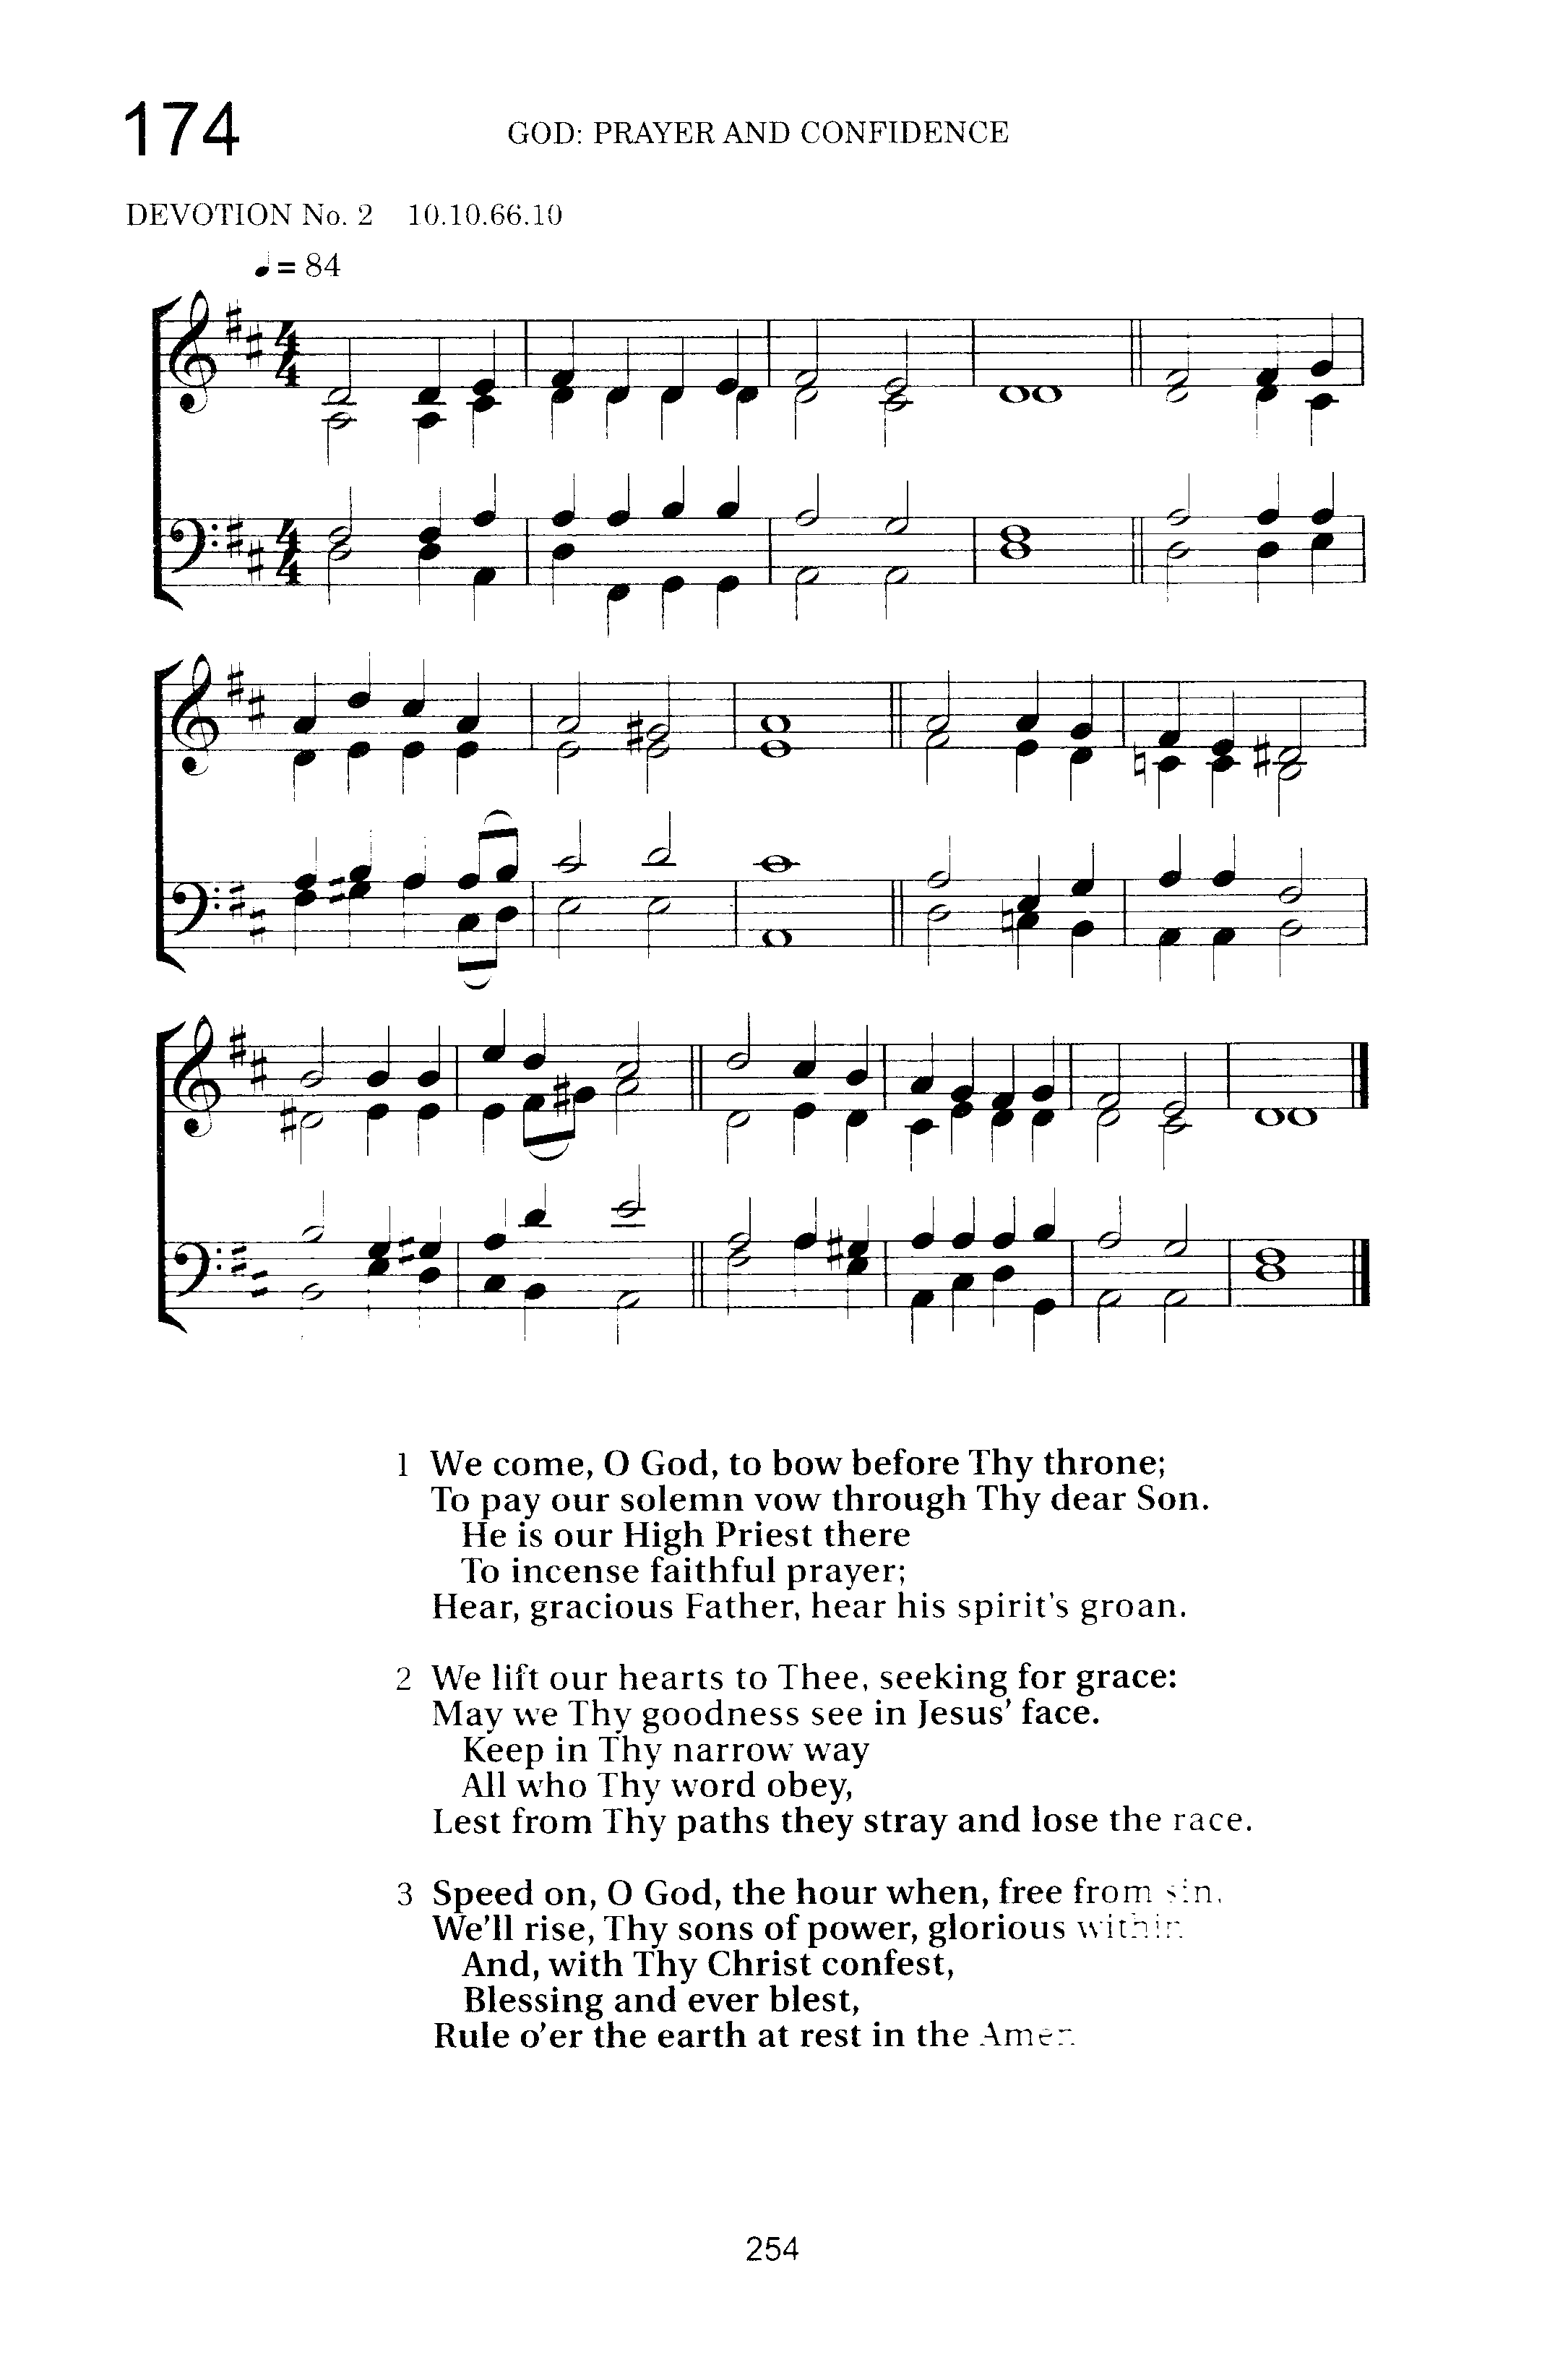 174
GOD: PRAYER AND CONFIDENCE
DEVOTION No. 2 10.10.66.10
♩ = 84
1 We come, O God, to bow before Thy throne;
To pay our solemn vow through Thy dear Son.
He is our High Priest there
To incense faithful prayer;
Hear, gracious Father, hear his spirit's groan.
2 We lift our hearts to Thee, seeking for grace:
May we Thy goodness see in Jesus' face.
Keep in Thy narrow way
All who Thy word obey,
Lest from Thy paths they stray and lose the race.
3 Speed on, O God, the hour when, free from sin,
We'll rise, Thy sons of power, glorious within
And, with Thy Christ confest,
Blessing and ever blest,
Rule o'er the earth at rest in the Amen.
254